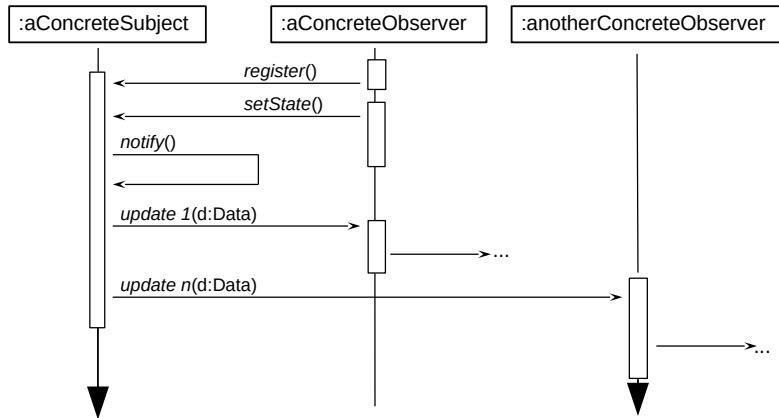 :aConcreteSubject
:aConcreteObserver
:anotherConcreteObserver
register()
setState()
notify()
update 1(d:Data)
...
update n(d:Data)
...